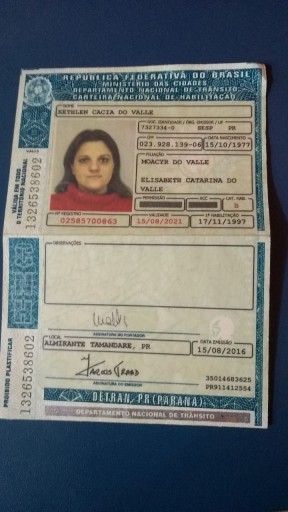 REPÚBLICA FEDERATIVA DO BRASIL
MINISTÉRIO DAS CIDADES
DEPARTAMENTO NACIONAL DE TRÂNSITO
CARTEIRA NACIONAL DE HABILITAÇÃO
NOME
KETELEN CACIA DO VALLE
DOC. IDENTIDADE / ÓRG. EMISSOR / UF
7327334-0 SESP PR
CPF DATA NASCIMENTO
023.928.139-06 15/10/1977
FILIAÇÃO
MOACYR DO VALLE
ELISABETH CATARINA DO
VALLE
PERMISSÃO ACC CAT. HAB.
B
Nº REGISTRO VALIDADE 1ª HABILITAÇÃO
02585700863 15/08/2021 17/11/1997
VÁLIDA EM TODO
O TERRITÓRIO NACIONAL
1326538602
OBSERVAÇÕES
ASSINATURA DO PORTADOR
LOCAL DATA EMISSÃO
ALMIRANTE TAMANDARE, PR 15/08/2016
ASSINATURA DO EMISSOR
35014683625
PR911412554
PROIBIDO PLASTIFICAR
1326538602
DETRAN-PR (PARANÁ)
DEPARTAMENTO NACIONAL DE TRÂNSITO